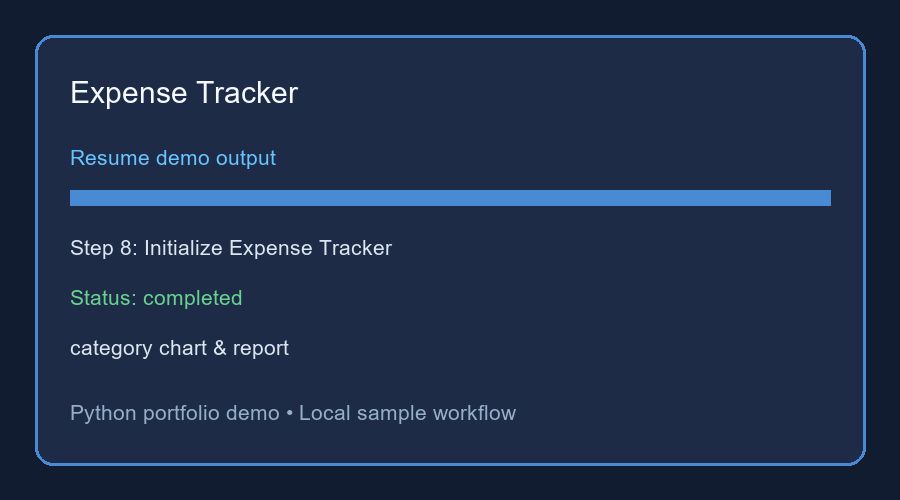 Expense Tracker
Resume demo output
Step 8: Initialize Expense Tracker
Status: completed
category chart & report
Python portfolio demo • Local sample workflow